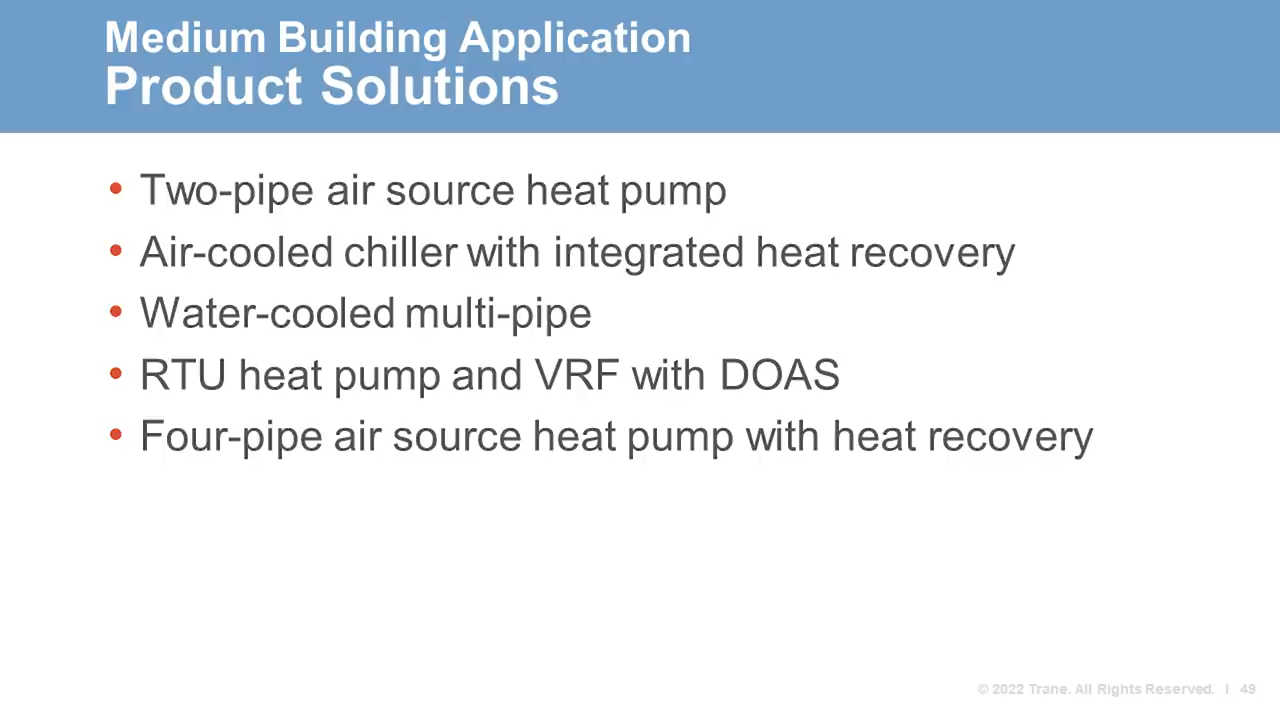 Medium Building Application
Product Solutions
• Two-pipe air source heat pump
• Air-cooled chiller with integrated heat recovery
• Water-cooled multi-pipe
• RTU heat pump and VRF with DOAS
• Four-pipe air source heat pump with heat recovery
© 2022 Trane. All Rights Reserved. I 49